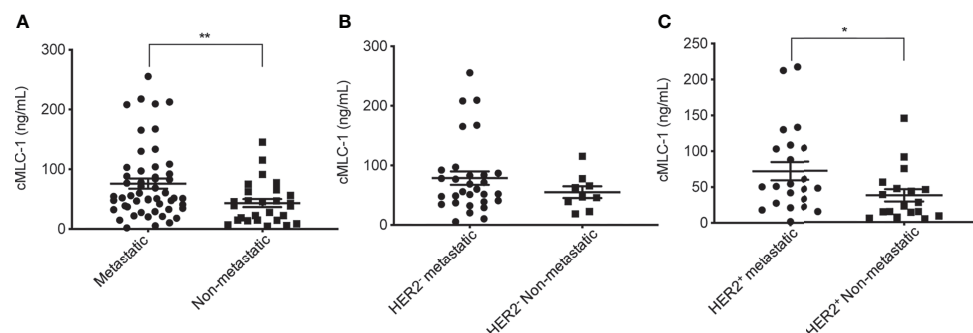 A
**
300
200
100
0
cMLC-1 (ng/mL)
Metastatic
Non-metastatic
B
300
200
100
0
cMLC-1 (ng/mL)
HER2⁻ metastatic
HER2⁻ Non-metastatic
C
*
250
200
150
100
50
0
cMLC-1 (ng/mL)
HER2⁺ metastatic
HER2⁺ Non-metastatic